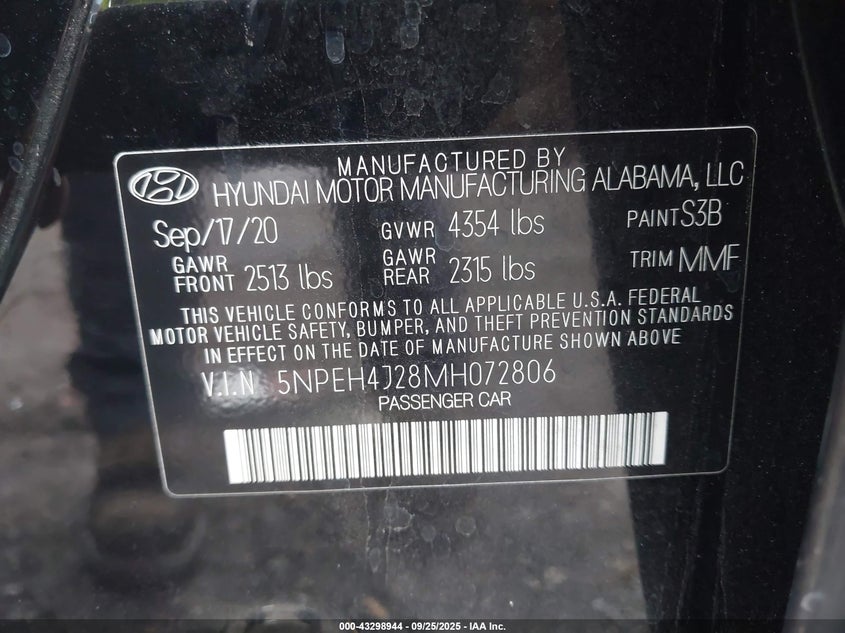 MANUFACTURED BY
HYUNDAI MOTOR MANUFACTURING ALABAMA, LLC
Sep/17/20 GVWR 4354 lbs PAINT S3B
GAWR FRONT 2513 lbs GAWR REAR 2315 lbs TRIM MMF
THIS VEHICLE CONFORMS TO ALL APPLICABLE U.S.A. FEDERAL
MOTOR VEHICLE SAFETY, BUMPER, AND THEFT PREVENTION STANDARDS
IN EFFECT ON THE DATE OF MANUFACTURE SHOWN ABOVE
V.I.N 5NPEH4J28MH072806
PASSENGER CAR
000-43298944 - 09/25/2025 - IAA Inc.